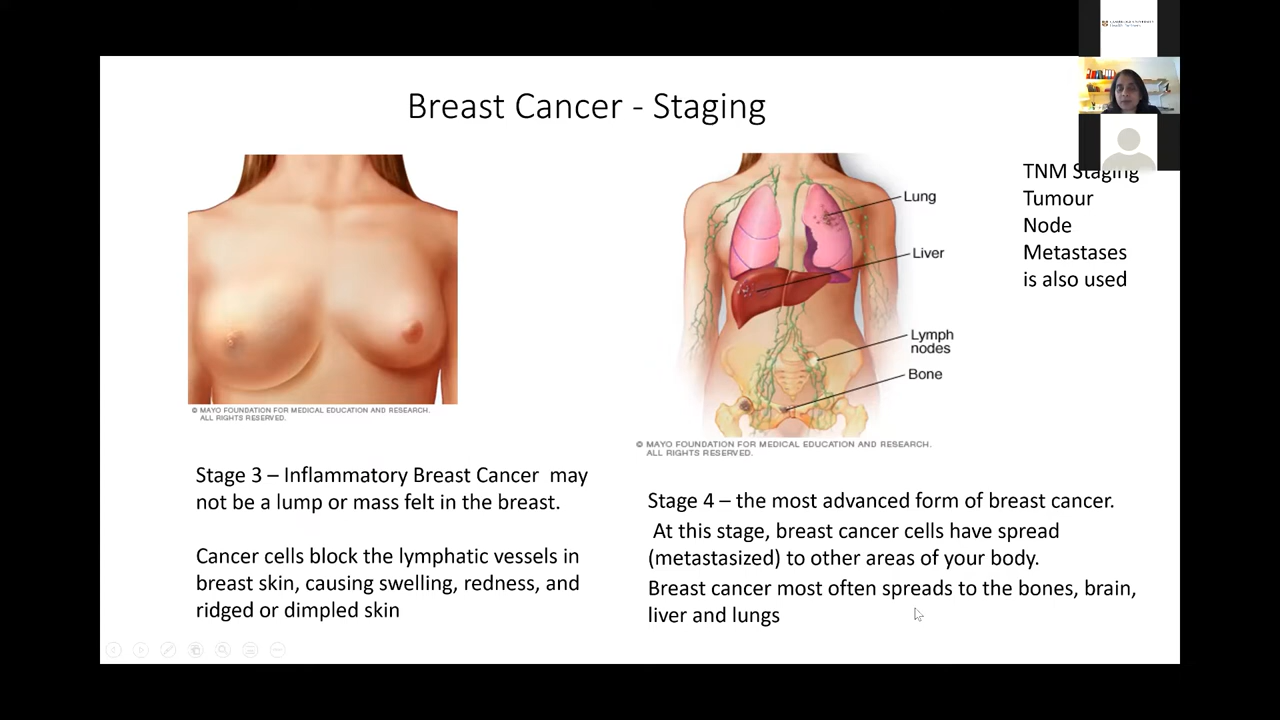 Breast Cancer - Staging
TNM Staging
Tumour
Node
Metastases
is also used
Lung
Liver
Lymph
nodes
Bone
© MAYO FOUNDATION FOR MEDICAL EDUCATION AND RESEARCH.
ALL RIGHTS RESERVED.
Stage 3 – Inflammatory Breast Cancer may
not be a lump or mass felt in the breast.
Cancer cells block the lymphatic vessels in
breast skin, causing swelling, redness, and
ridged or dimpled skin
© MAYO FOUNDATION FOR MEDICAL EDUCATION AND RESEARCH.
ALL RIGHTS RESERVED.
Stage 4 – the most advanced form of breast cancer.
At this stage, breast cancer cells have spread
(metastasized) to other areas of your body.
Breast cancer most often spreads to the bones, brain,
liver and lungs